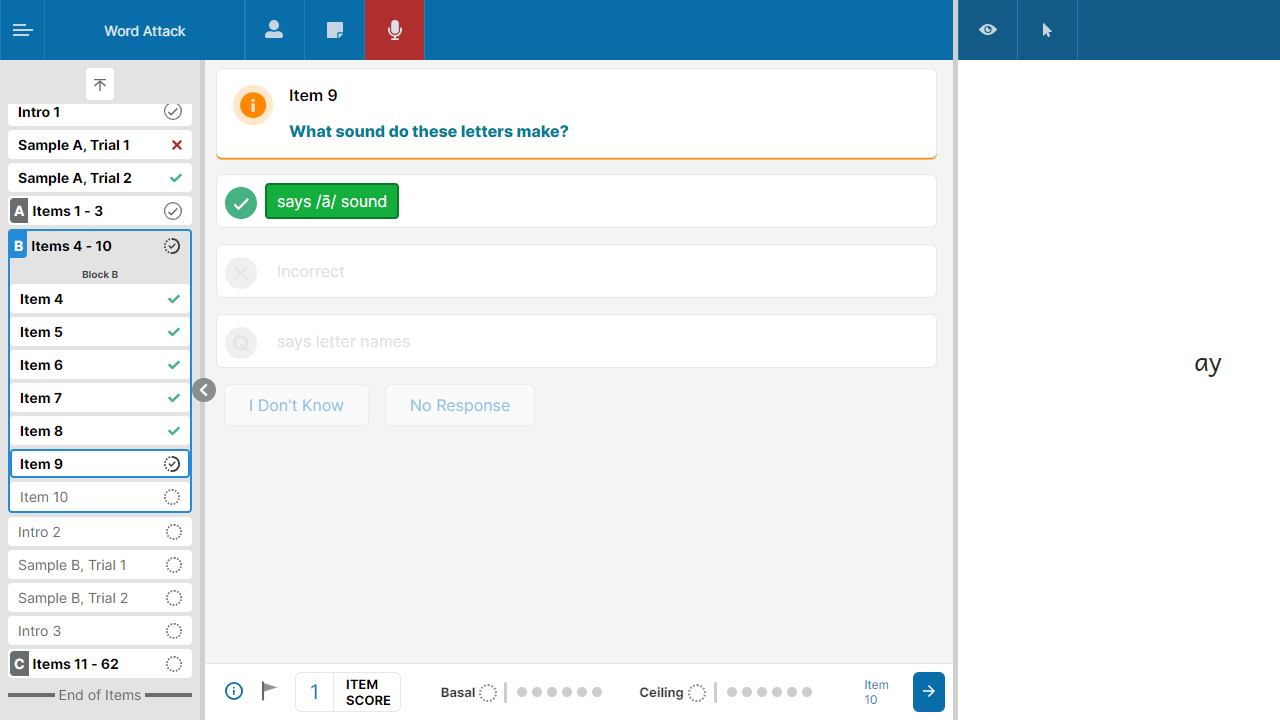 Word Attack
Intro 1
Sample A, Trial 1
Sample A, Trial 2
A Items 1 - 3
B Items 4 - 10
Block B
Item 4
Item 5
Item 6
Item 7
Item 8
Item 9
Item 10
Intro 2
Sample B, Trial 1
Sample B, Trial 2
Intro 3
C Items 11 - 62
End of Items
Item 9
What sound do these letters make?
says /ā/ sound
Incorrect
Q says letter names
I Don’t Know No Response
1 ITEM SCORE
Basal Ceiling
Item 10
ay